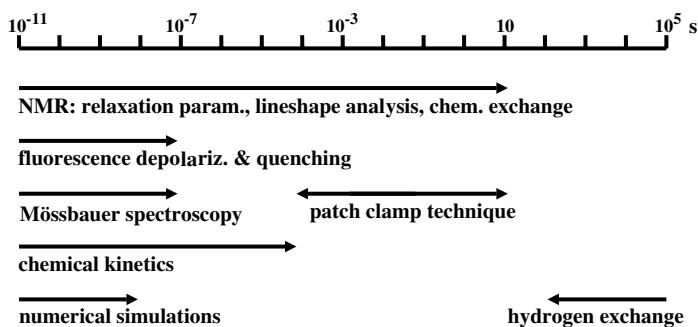 10⁻¹¹ 10⁻⁷ 10⁻³ 10 10⁵ s
NMR: relaxation param., lineshape analysis, chem. exchange
fluorescence depolariz. & quenching
Mössbauer spectroscopy patch clamp technique
chemical kinetics
numerical simulations hydrogen exchange